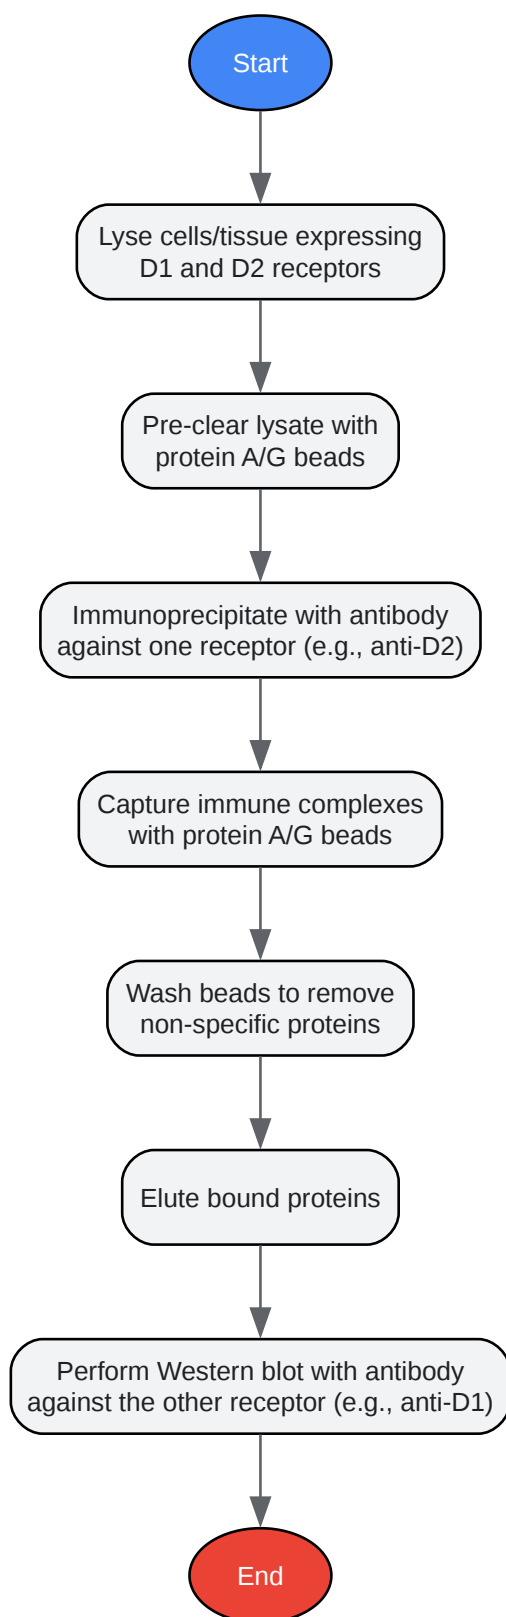 Start
Lyse cells/tissue expressing
D1 and D2 receptors
Pre-clear lysate with
protein A/G beads
Immunoprecipitate with antibody
against one receptor (e.g., anti-D2)
Capture immune complexes
with protein A/G beads
Wash beads to remove
non-specific proteins
Elute bound proteins
Perform Western blot with antibody
against the other receptor (e.g., anti-D1)
End